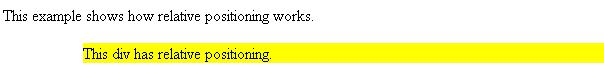 This example shows how relative positioning works.
This div has relative positioning.